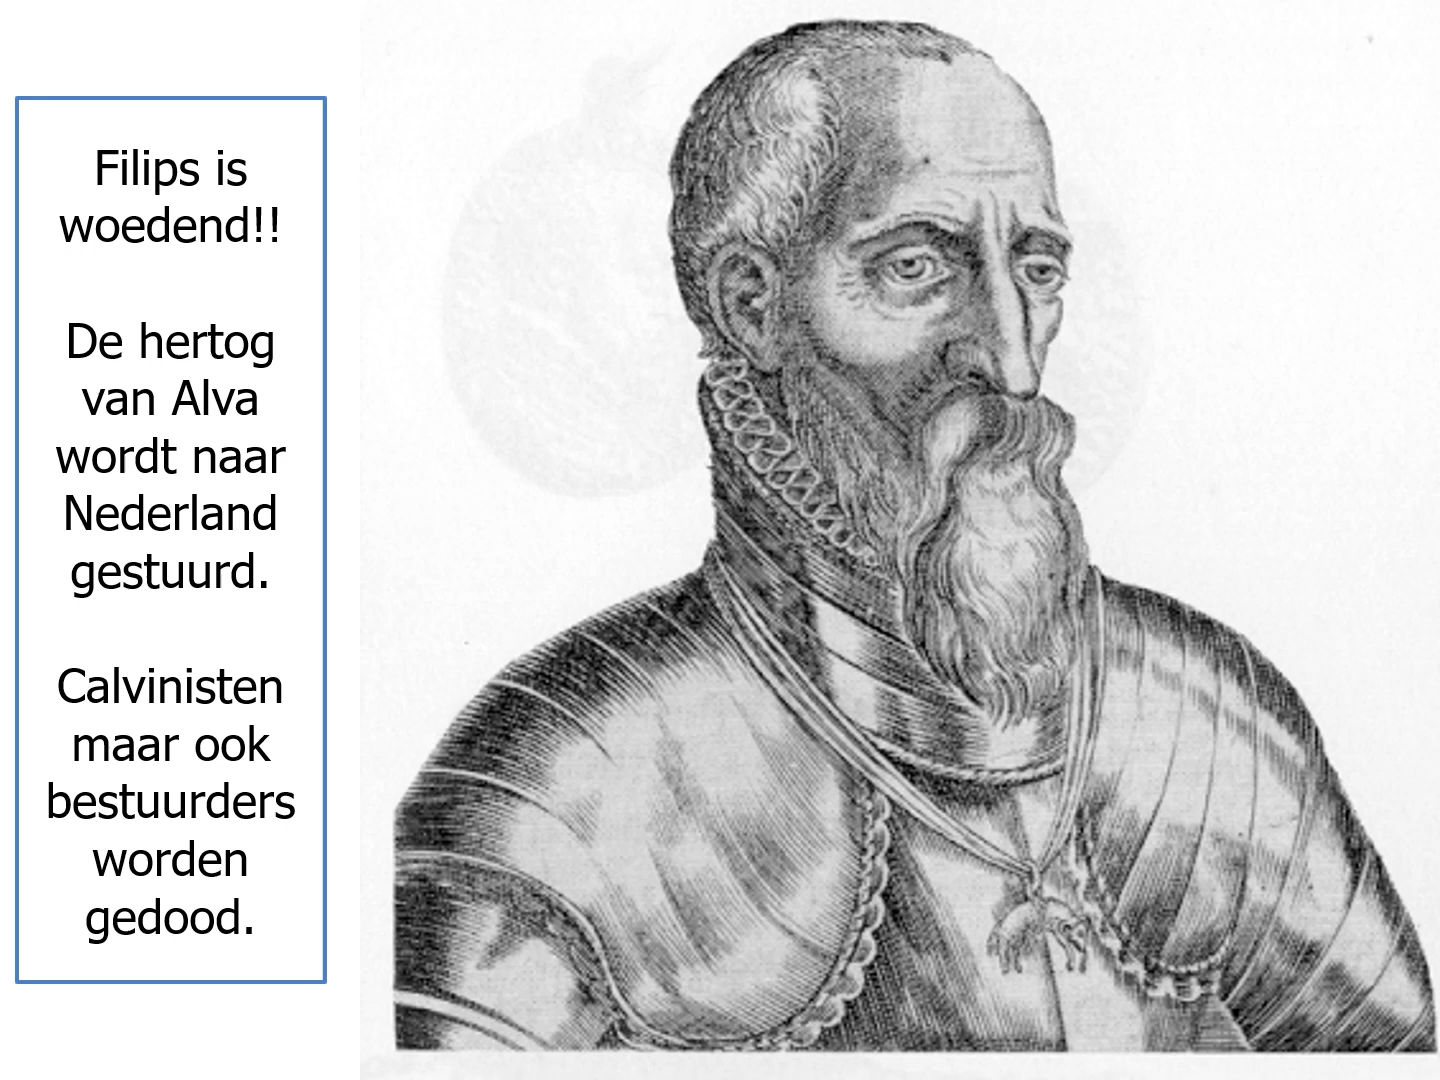 Filips is
woedend!!
De hertog
van Alva
wordt naar
Nederland
gestuurd.
Calvinisten
maar ook
bestuurders
worden
gedood.